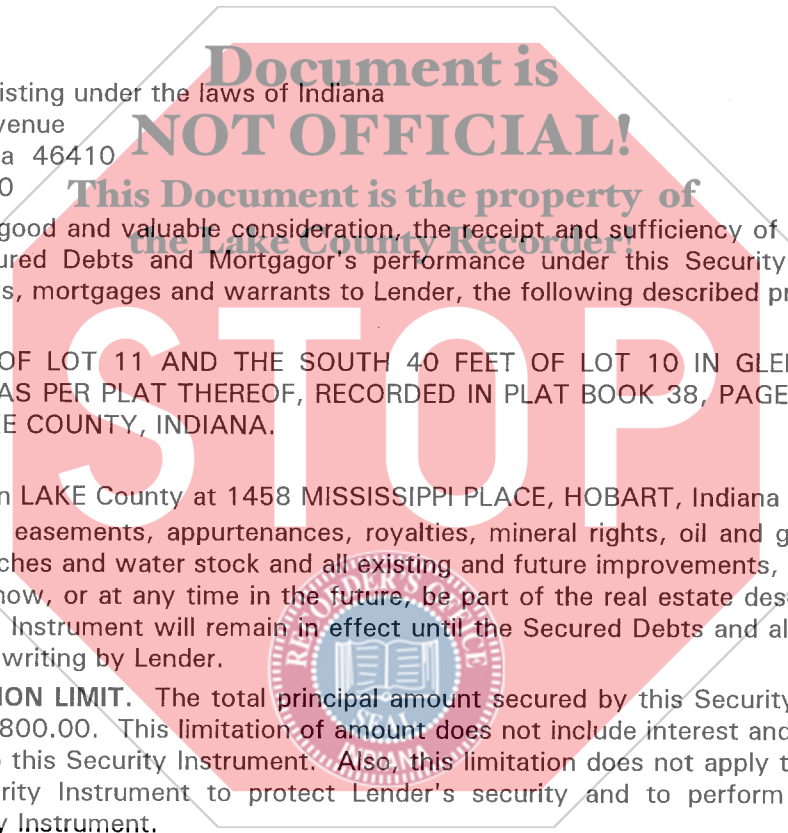 Document is
isting under the laws of Indiana
venue
NOT OFFICIAL!
a 46410
0
This Document is the property of
good and valuable consideration, the receipt and sufficiency of
the Lake County Recorder!
ured Debts and Mortgagor's performance under this Security
s, mortgages and warrants to Lender, the following described pr
STOP
OF LOT 11 AND THE SOUTH 40 FEET OF LOT 10 IN GLE
AS PER PLAT THEREOF, RECORDED IN PLAT BOOK 38, PAGE
E COUNTY, INDIANA.
n LAKE County at 1458 MISSISSIPPI PLACE, HOBART, Indiana
easements, appurtenances, royalties, mineral rights, oil and g
ches and water stock and all existing and future improvements,
now, or at any time in the future, be part of the real estate des
Instrument will remain in effect until the Secured Debts and al
writing by Lender.
RECORDER'S OFFICE
SEAL
INDIANA
ION LIMIT. The total principal amount secured by this Security
800.00. This limitation of amount does not include interest and
o this Security Instrument. Also, this limitation does not apply t
rity Instrument to protect Lender's security and to perform
y Instrument.